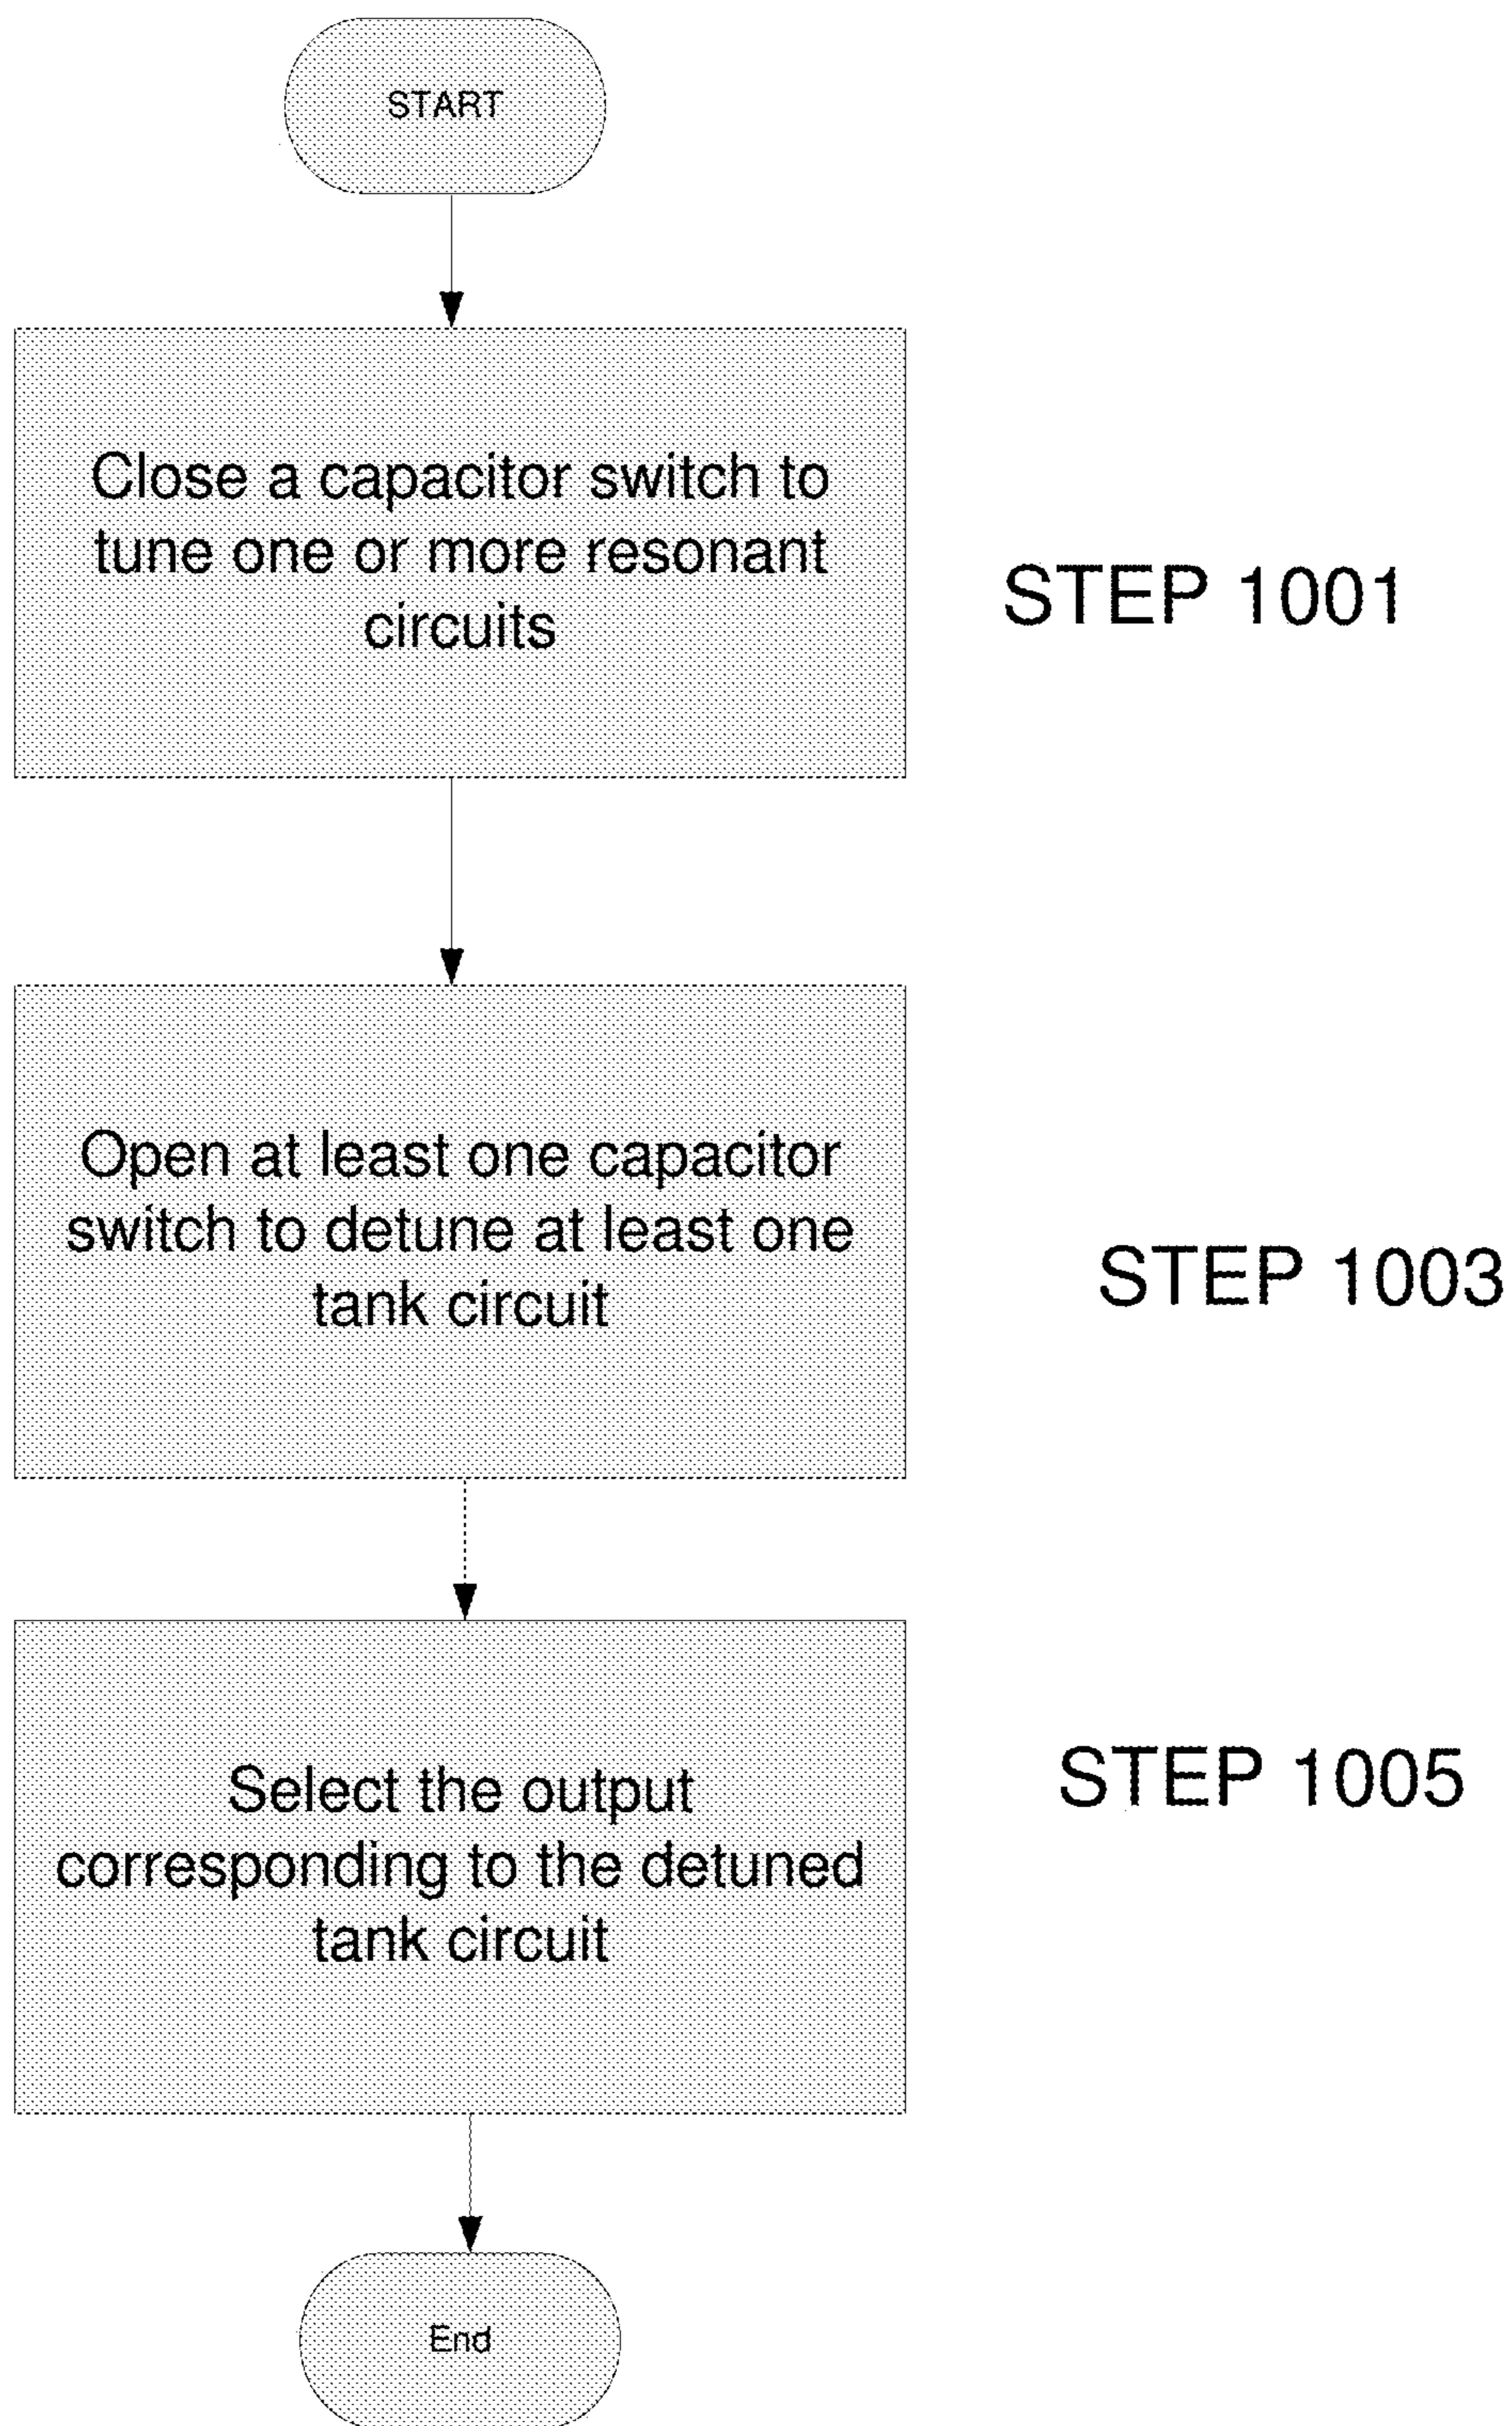 START
Close a capacitor switch to
tune one or more resonant
circuits
STEP 1001
Open at least one capacitor
switch to detune at least one
tank circuit
STEP 1003
Select the output
corresponding to the detuned
tank circuit
STEP 1005
End